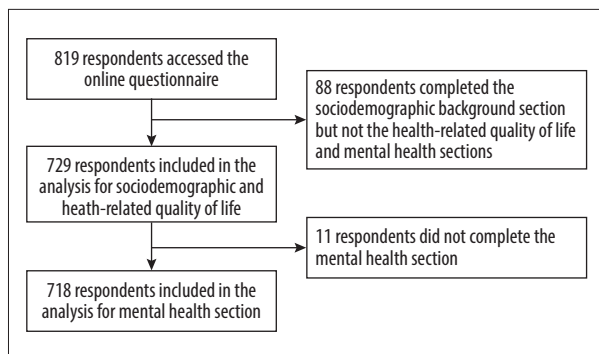 819 respondents accessed the
online questionnaire
88 respondents completed the
sociodemographic background section
but not the health-related quality of life
and mental health sections
729 respondents included in the
analysis for sociodemographic and
heath-related quality of life
11 respondents did not complete the
mental health section
718 respondents included in the
analysis for mental health section